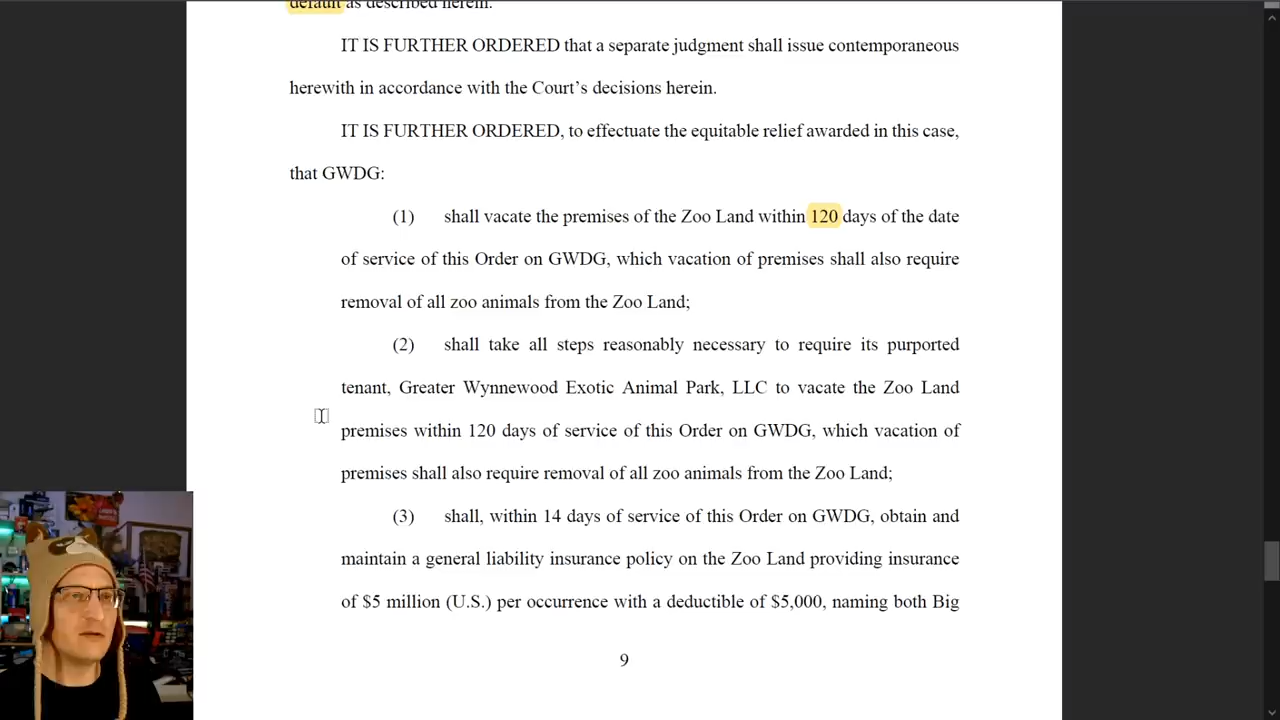 default as described herein.
IT IS FURTHER ORDERED that a separate judgment shall issue contemporaneous
herewith in accordance with the Court’s decisions herein.
IT IS FURTHER ORDERED, to effectuate the equitable relief awarded in this case,
that GWDG:
(1) shall vacate the premises of the Zoo Land within 120 days of the date
of service of this Order on GWDG, which vacation of premises shall also require
removal of all zoo animals from the Zoo Land;
(2) shall take all steps reasonably necessary to require its purported
tenant, Greater Wynnewood Exotic Animal Park, LLC to vacate the Zoo Land
premises within 120 days of service of this Order on GWDG, which vacation of
premises shall also require removal of all zoo animals from the Zoo Land;
(3) shall, within 14 days of service of this Order on GWDG, obtain and
maintain a general liability insurance policy on the Zoo Land providing insurance
of $5 million (U.S.) per occurrence with a deductible of $5,000, naming both Big
9